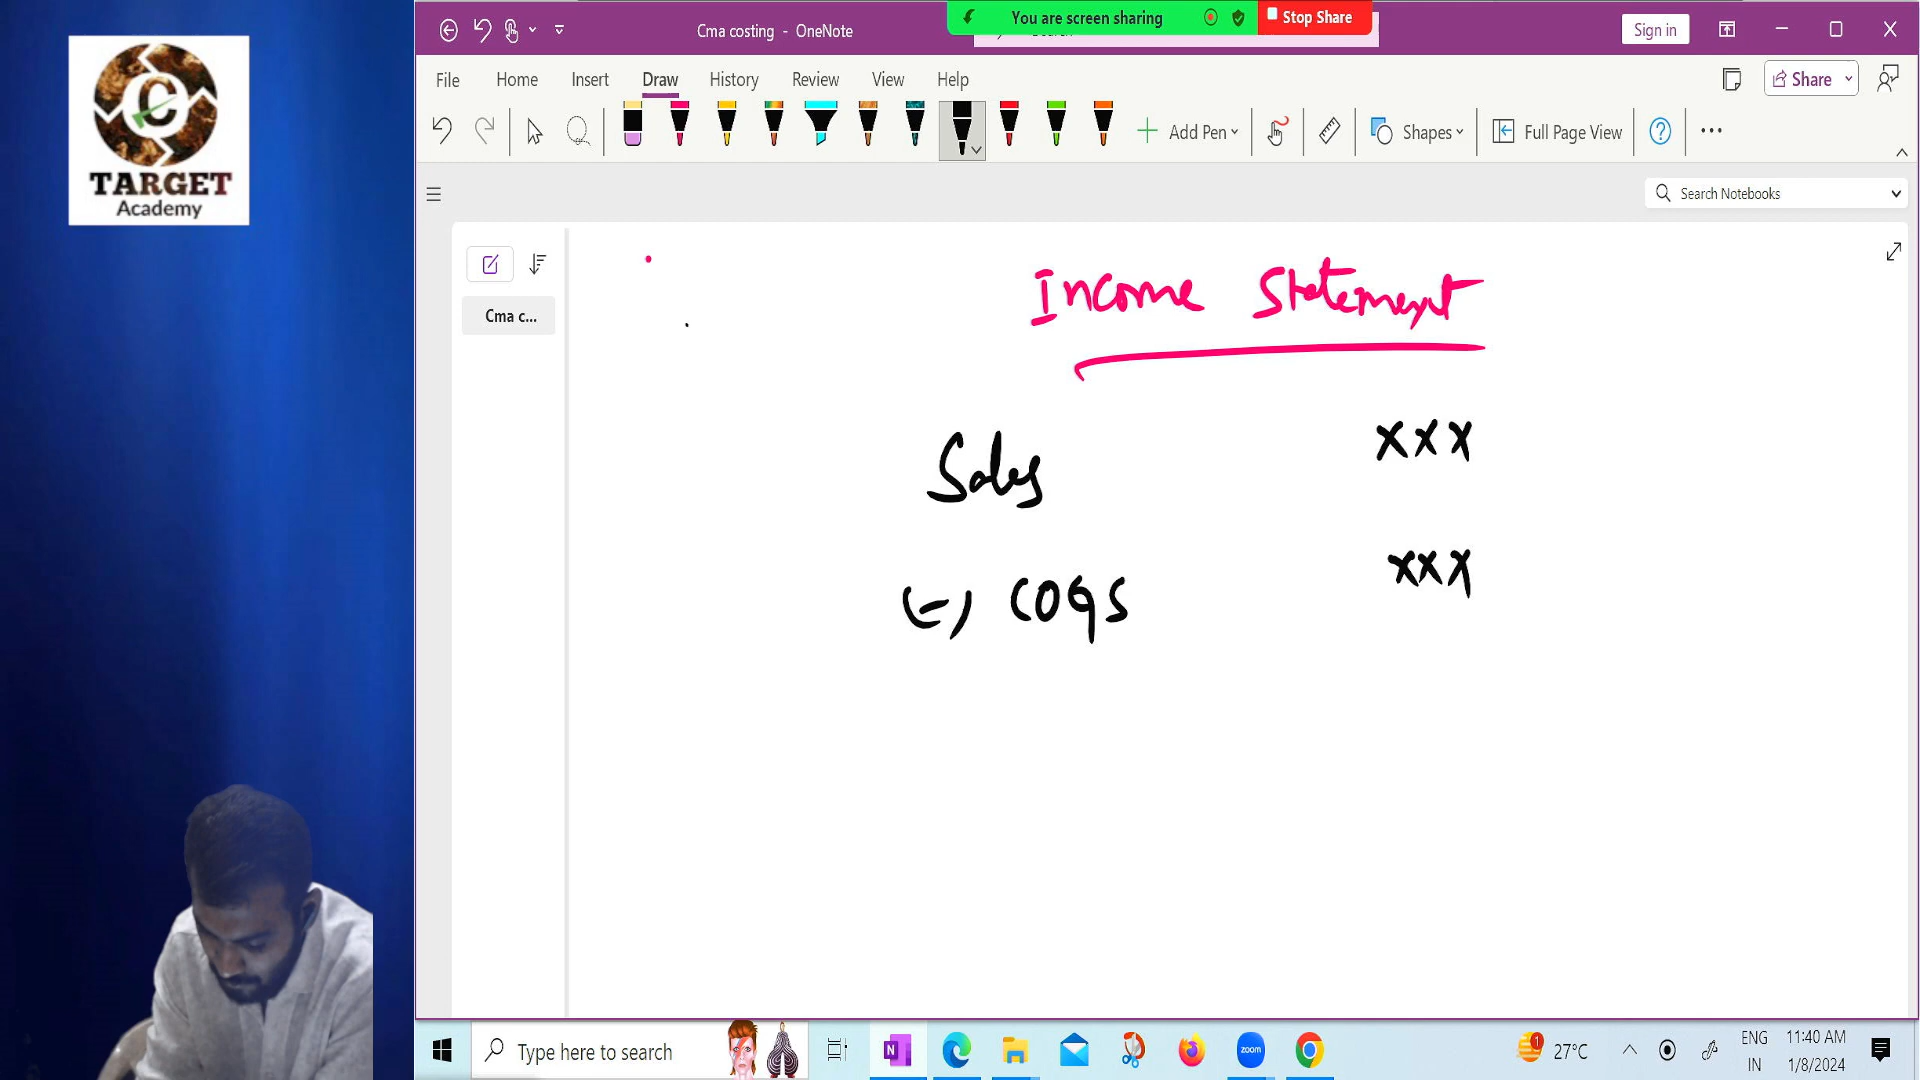 TARGET
Academy
Cma costing - OneNote
You are screen sharing
Stop Share
Sign in
File Home Insert Draw History Review View Help
Share
Add Pen
Shapes
Full Page View
Search Notebooks
Cma c...
Income Statement
Sales xxx
(-) COGS xxx
Type here to search
zoom
1
27°C
ENG
IN
11:40 AM
1/8/2024